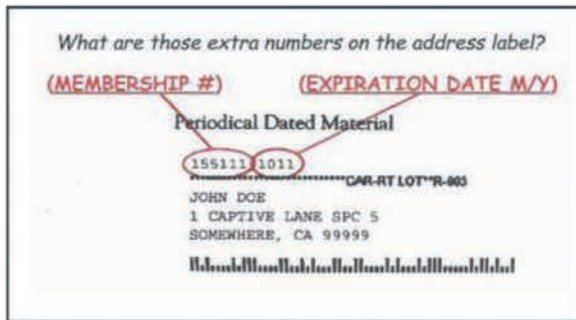 What are those extra numbers on the address label?
(MEMBERSHIP #) (EXPIRATION DATE M/Y)
Periodical Dated Material
155111 1011
**********************CAR-RT LOT**R-003
JOHN DOE
1 CAPTIVE LANE SPC 5
SOMEWHERE, CA 99999